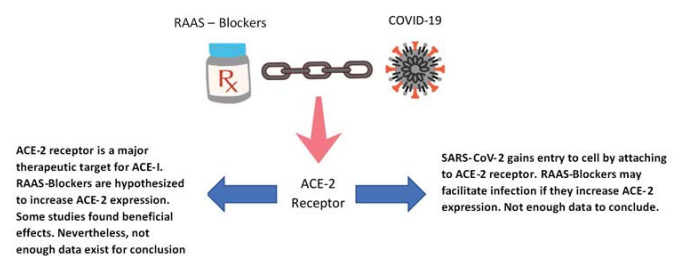 RAAS – Blockers
COVID-19
Rx
ACE-2 receptor is a major
therapeutic target for ACE-I.
RAAS-Blockers are hypothesized
to increase ACE-2 expression.
Some studies found beneficial
effects. Nevertheless, not
enough data exist for conclusion
ACE-2
Receptor
SARS-CoV-2 gains entry to cell by attaching
to ACE-2 receptor. RAAS-Blockers may
facilitate infection if they increase ACE-2
expression. Not enough data to conclude.